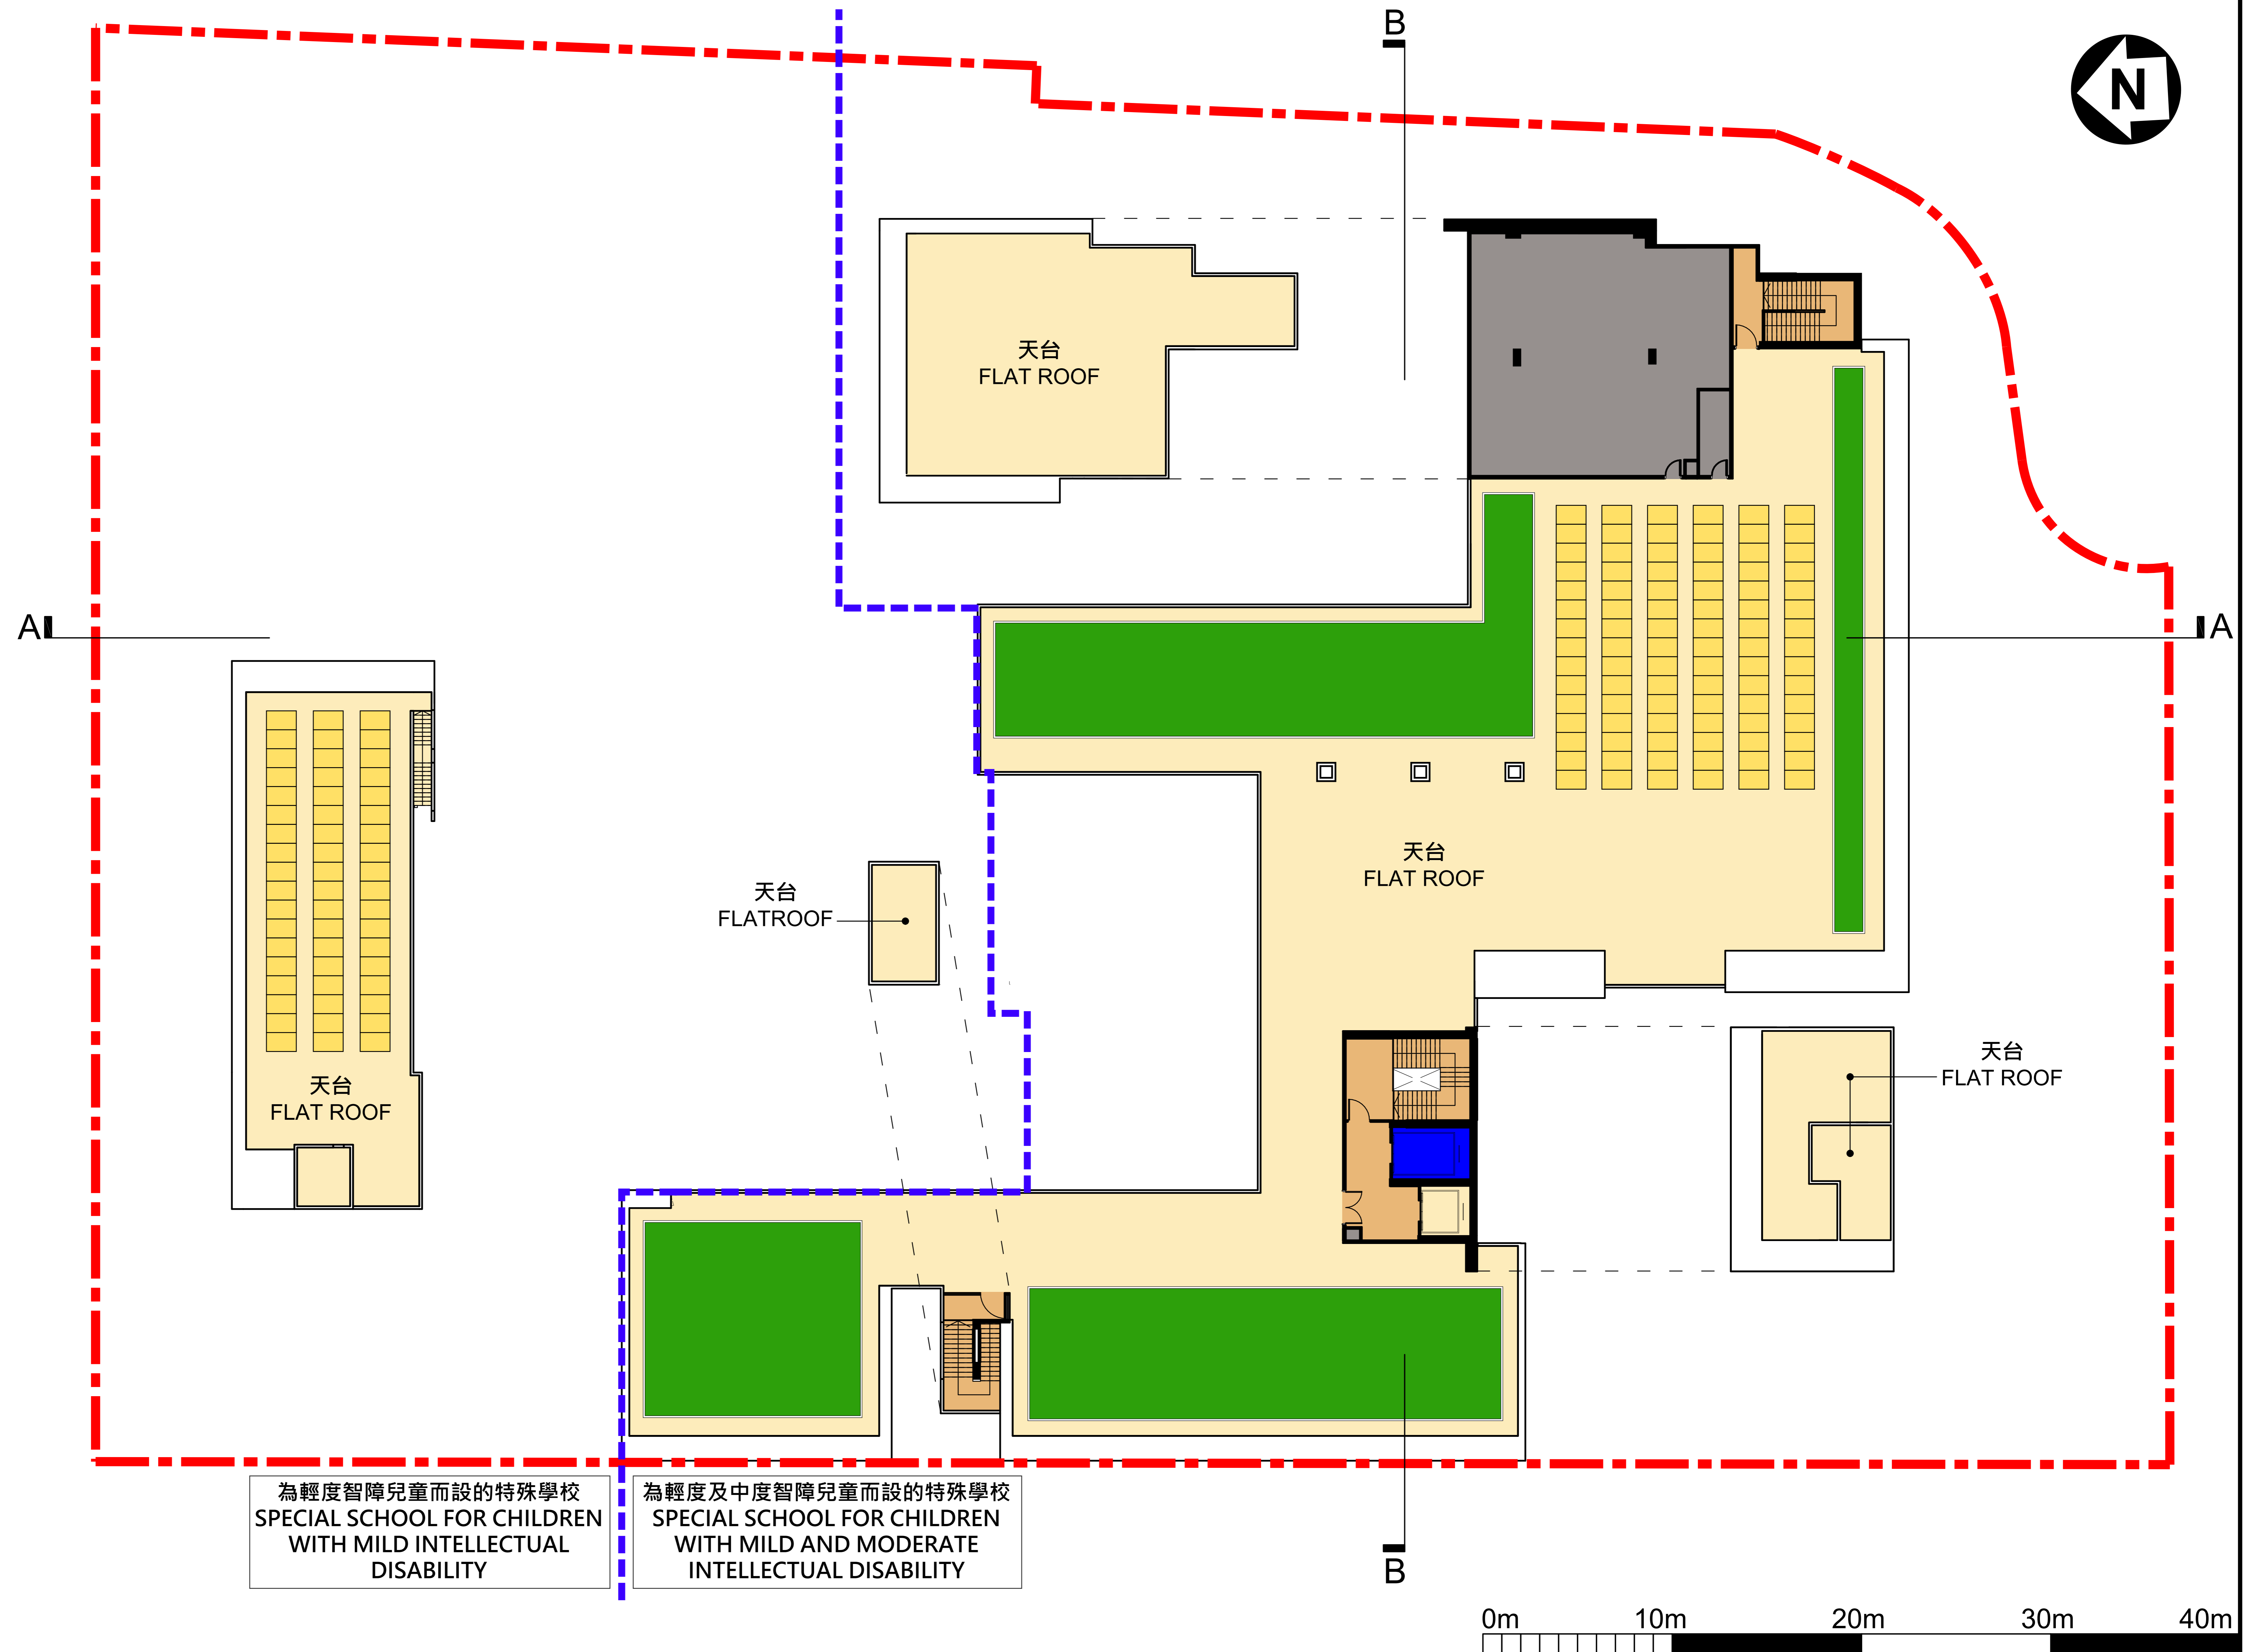 B
N
天台
FLAT ROOF
A
A
天台
FLAT ROOF
天台
FLATROOF
天台
FLAT ROOF
天台
FLAT ROOF
為輕度智障兒童而設的特殊學校
SPECIAL SCHOOL FOR CHILDREN
WITH MILD INTELLECTUAL
DISABILITY
為輕度及中度智障兒童而設的特殊學校
SPECIAL SCHOOL FOR CHILDREN
WITH MILD AND MODERATE
INTELLECTUAL DISABILITY
B
0m 10m 20m 30m 40m